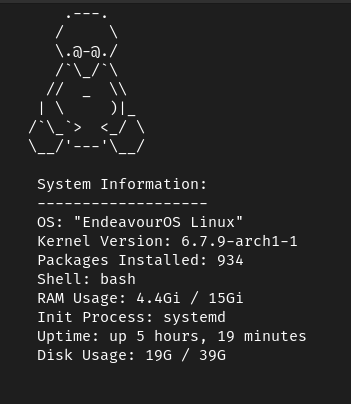 .---.
   /     \
   \.@-@./
   /`\_/`\
  //  _  \\
 | \     )|_
/`\_`>  <_/ \
\__/'---'\__/
System Information:
-------------------
OS: "EndeavourOS Linux"
Kernel Version: 6.7.9-arch1-1
Packages Installed: 934
Shell: bash
RAM Usage: 4.4Gi / 15Gi
Init Process: systemd
Uptime: up 5 hours, 19 minutes
Disk Usage: 19G / 39G